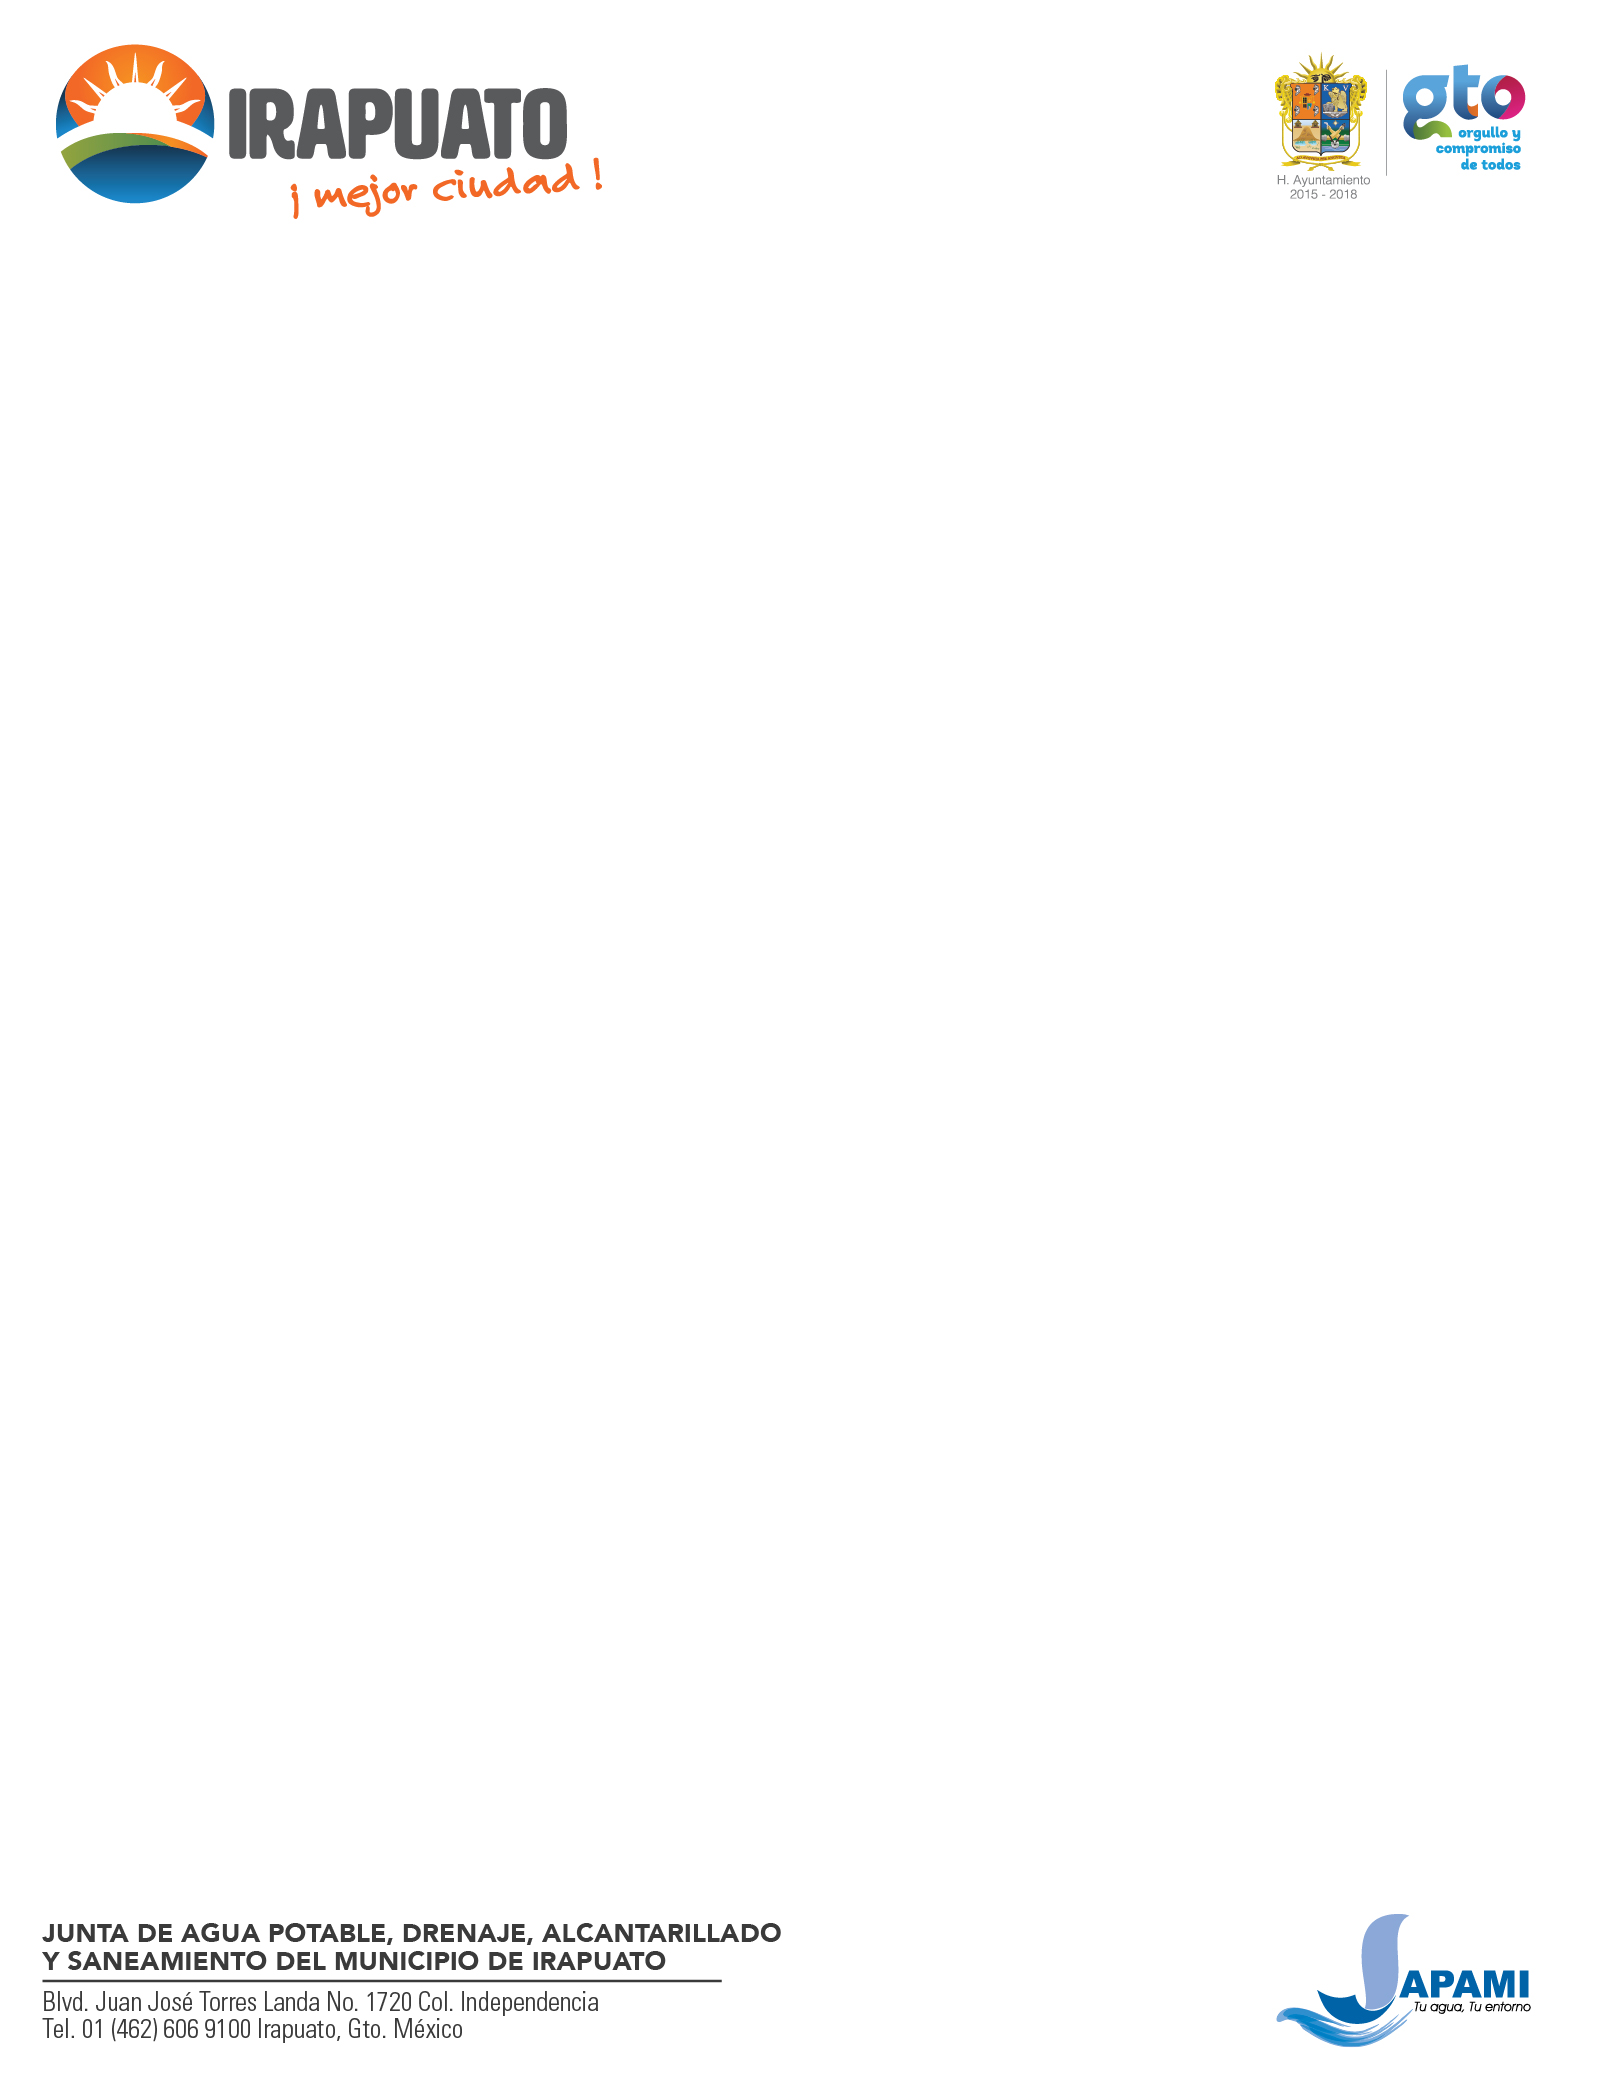 IRAPUATO
¡ mejor ciudad !
K V
H. Ayuntamiento
2015 - 2018
gto
orgullo y
compromiso
de todos
JUNTA DE AGUA POTABLE, DRENAJE, ALCANTARILLADO
Y SANEAMIENTO DEL MUNICIPIO DE IRAPUATO
Blvd. Juan José Torres Landa No. 1720 Col. Independencia
Tel. 01 (462) 606 9100 Irapuato, Gto. México
JAPAMI
Tu agua, Tu entorno